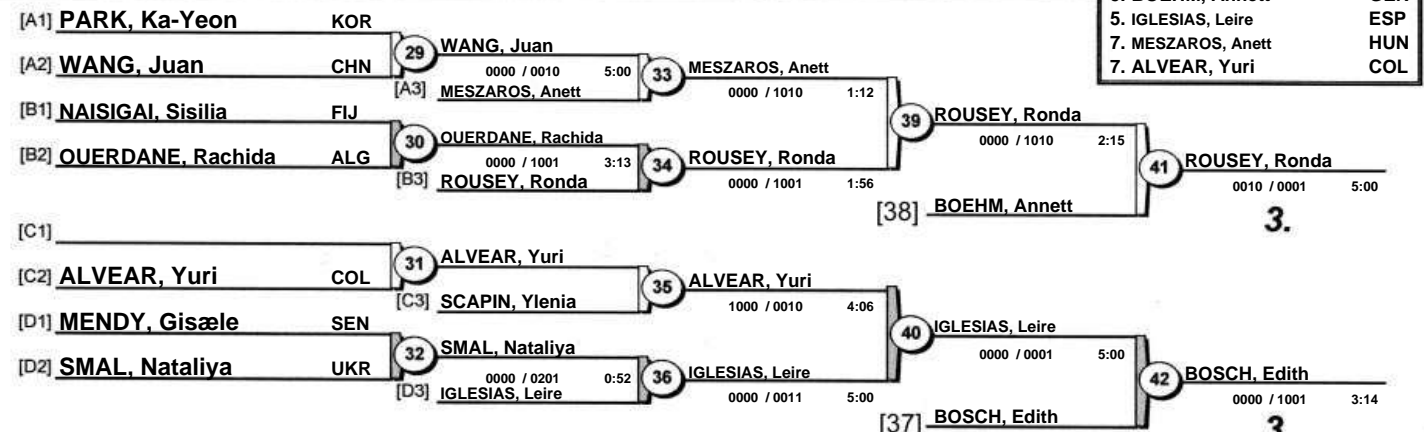 5. BOEHM, Annett GER
5. IGLESIAS, Leire ESP
7. MESZAROS, Anett HUN
7. ALVEAR, Yuri COL
[A1] PARK, Ka-Yeon KOR
29 WANG, Juan
[A2] WANG, Juan CHN
0000 / 0010 5:00
[A3] MESZAROS, Anett
33 MESZAROS, Anett
0000 / 1010 1:12
[B1] NAISIGAI, Sisilia FIJ
30 OUERDANE, Rachida
[B2] OUERDANE, Rachida ALG
0000 / 1001 3:13
[B3] ROUSEY, Ronda
34 ROUSEY, Ronda
0000 / 1001 1:56
39 ROUSEY, Ronda
0000 / 1010 2:15
[38] BOEHM, Annett
41 ROUSEY, Ronda
0010 / 0001 5:00
3.
[C1]
31 ALVEAR, Yuri
[C2] ALVEAR, Yuri COL
[C3] SCAPIN, Ylenia
35 ALVEAR, Yuri
1000 / 0010 4:06
[D1] MENDY, Gisæle SEN
32 SMAL, Nataliya
[D2] SMAL, Nataliya UKR
0000 / 0201 0:52
[D3] IGLESIAS, Leire
36 IGLESIAS, Leire
0000 / 0011 5:00
40 IGLESIAS, Leire
0000 / 0001 5:00
[37] BOSCH, Edith
42 BOSCH, Edith
0000 / 1001 3:14
3.